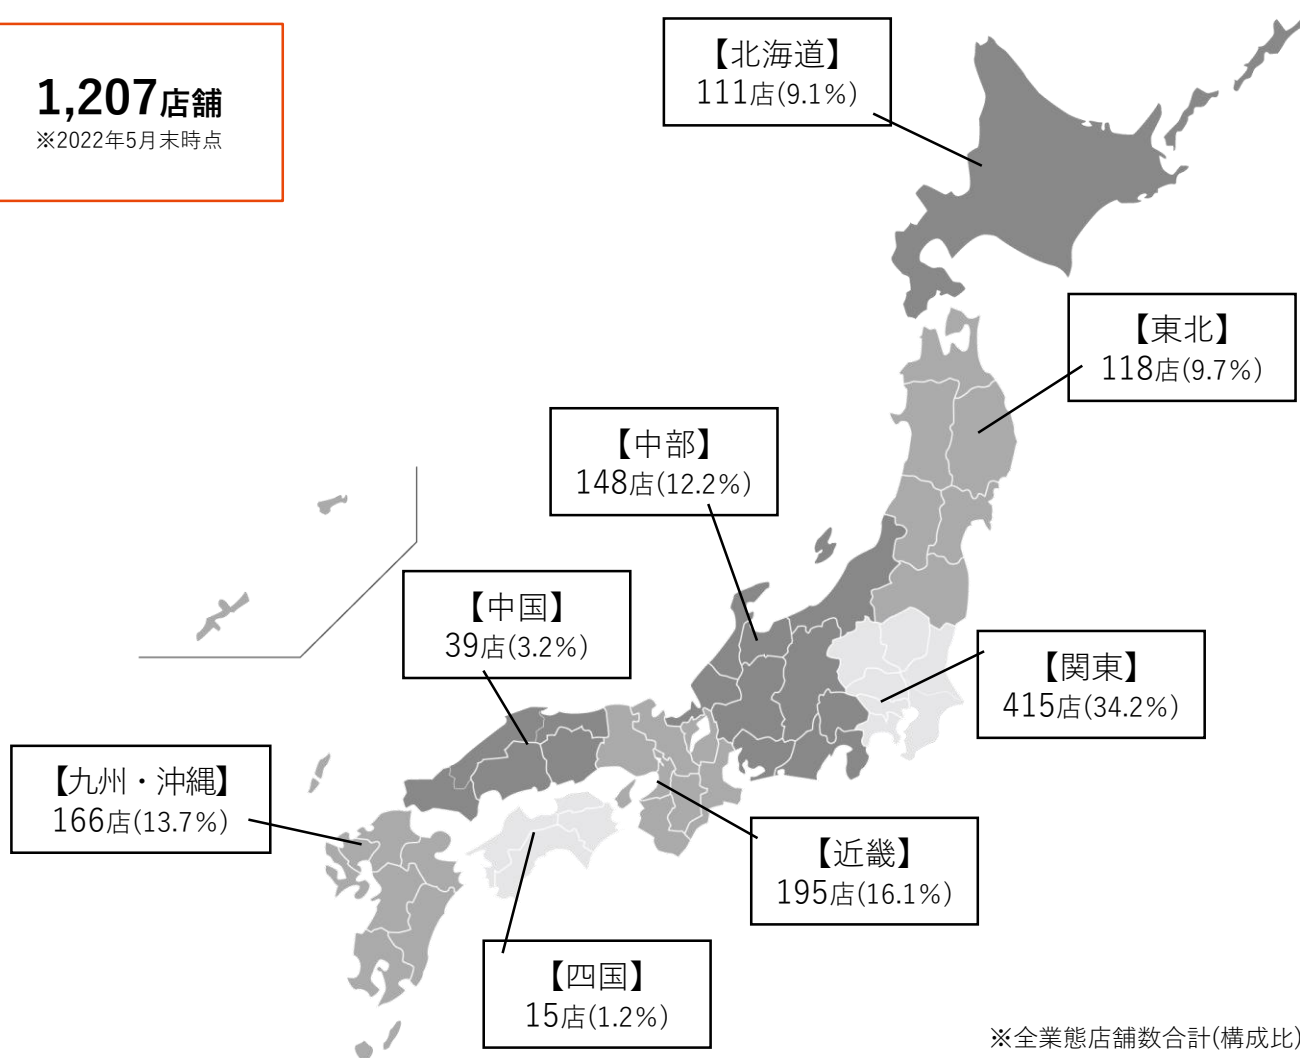 1,207店舗
※2022年5月末時点
【北海道】
111店(9.1%)
【東北】
118店(9.7%)
【中部】
148店(12.2%)
【中国】
39店(3.2%)
【関東】
415店(34.2%)
【九州・沖縄】
166店(13.7%)
【近畿】
195店(16.1%)
【四国】
15店(1.2%)
※全業態店舗数合計(構成比)